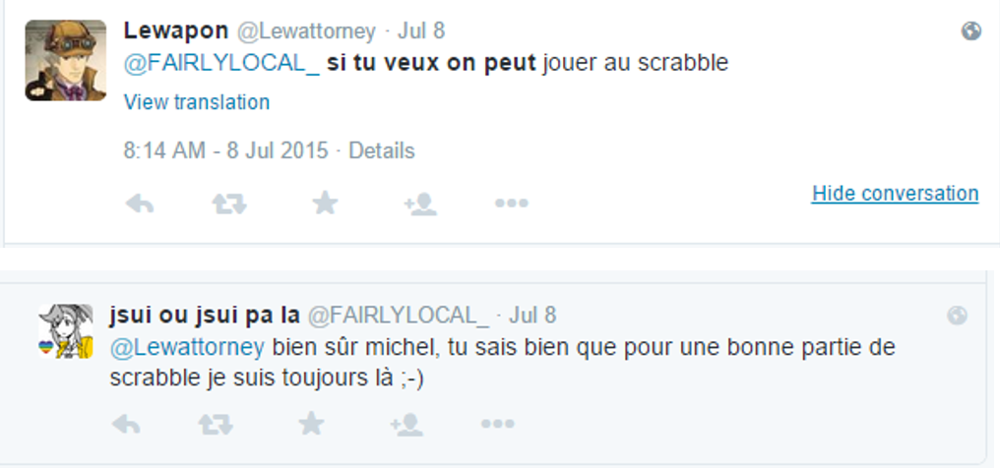 Lewapon @Lewattorney · Jul 8
@FAIRLYLOCAL_ si tu veux on peut jouer au scrabble
View translation
8:14 AM - 8 Jul 2015 · Details
Hide conversation
jsui ou jsui pa la @FAIRLYLOCAL_ · Jul 8
@Lewattorney bien sûr michel, tu sais bien que pour une bonne partie de
scrabble je suis toujours là ;-)